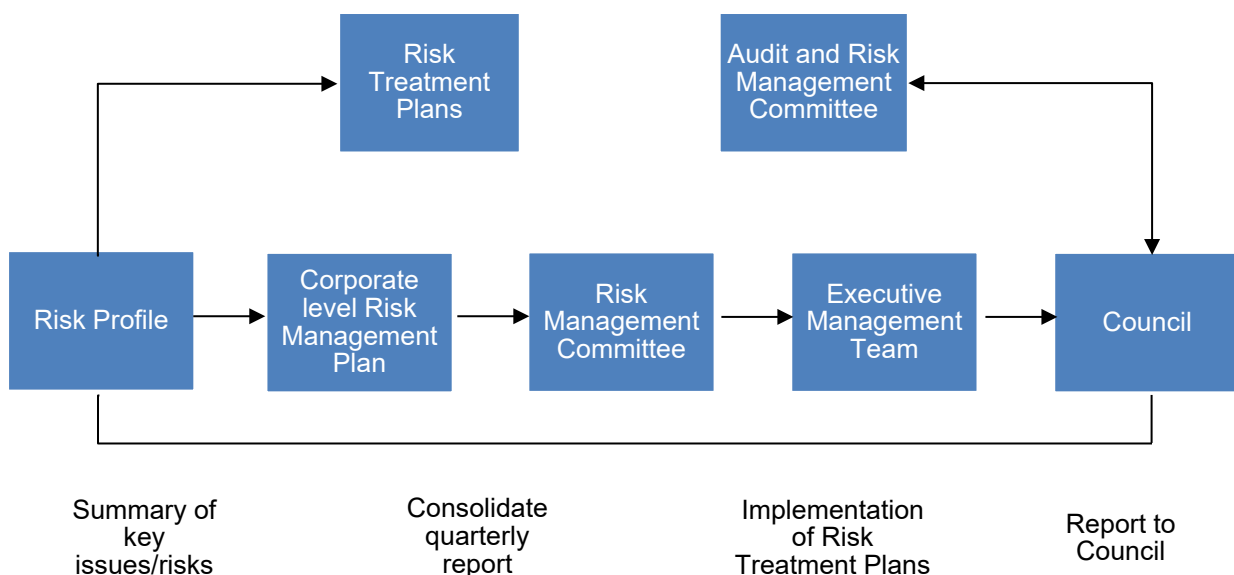 Risk
Treatment
Plans
Audit and Risk
Management
Committee
Risk Profile
Corporate
level Risk
Management
Plan
Risk
Management
Committee
Executive
Management
Team
Council
Summary of
key
issues/risks
Consolidate
quarterly
report
Implementation
of Risk
Treatment Plans
Report to
Council